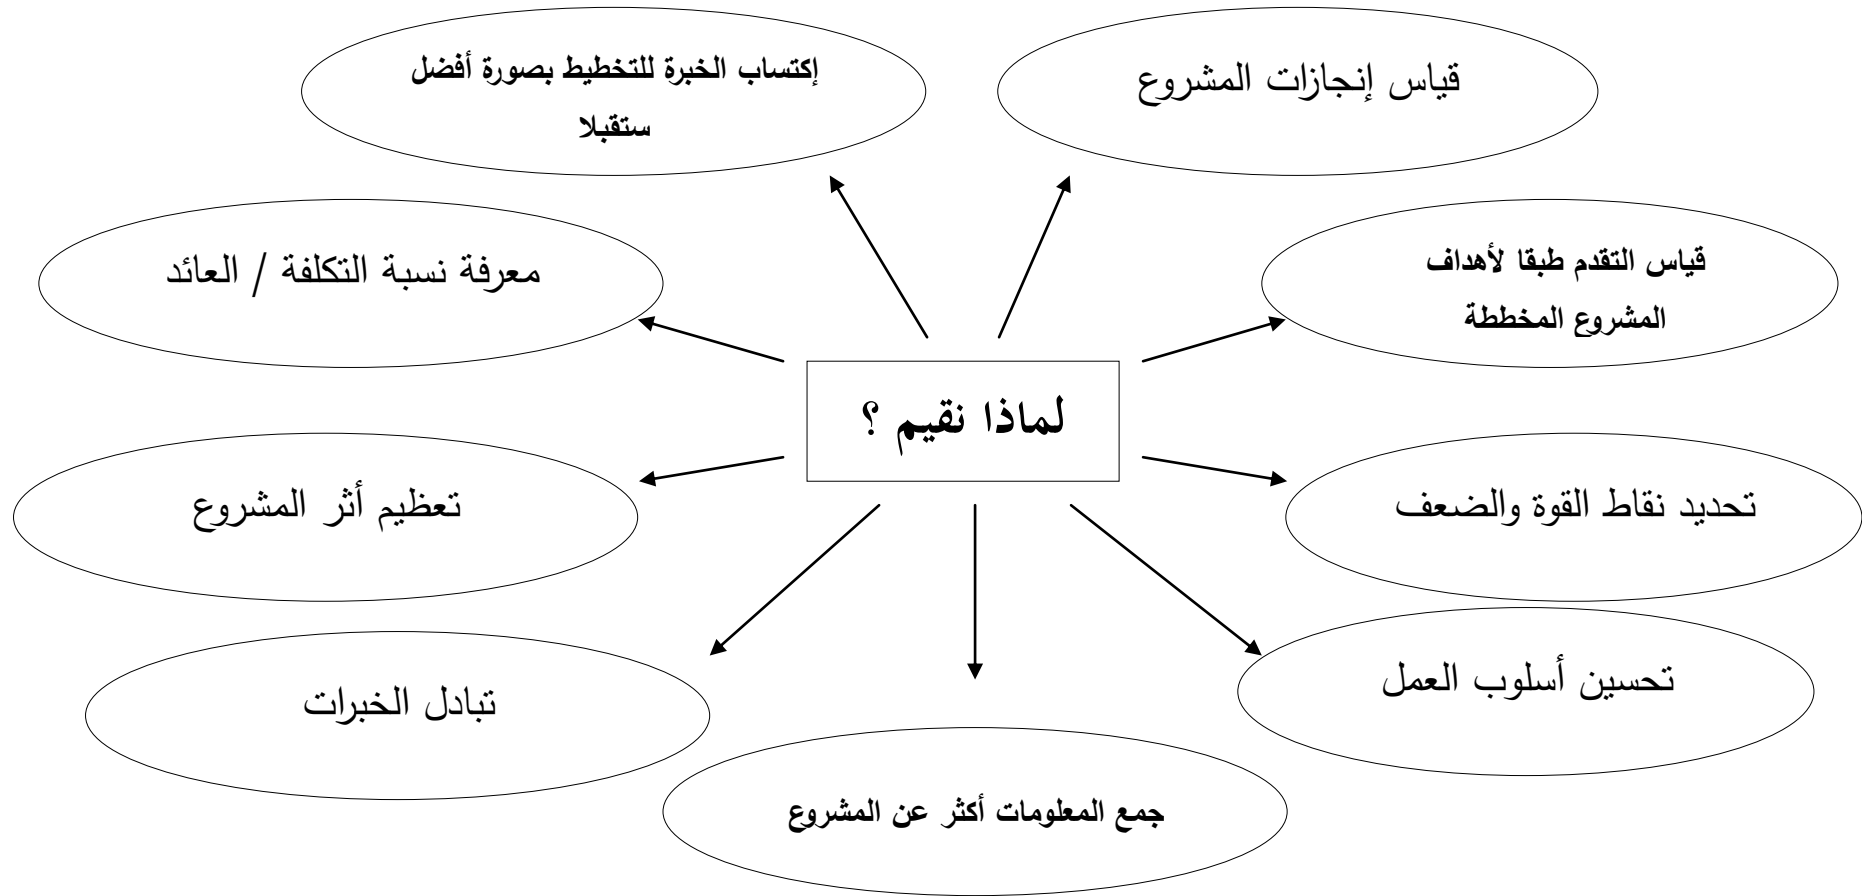 قياس إنجازات المشروع
إكتساب الخبرة للتخطيط بصورة أفضل
ستقبلا
قياس التقدم طبقا لأهداف
المشروع المخططة
معرفة نسبة التكلفة / العائد
لماذا نقيم ؟
تحديد نقاط القوة والضعف
تعظيم أثر المشروع
تحسين أسلوب العمل
تبادل الخبرات
جمع المعلومات أكثر عن المشروع